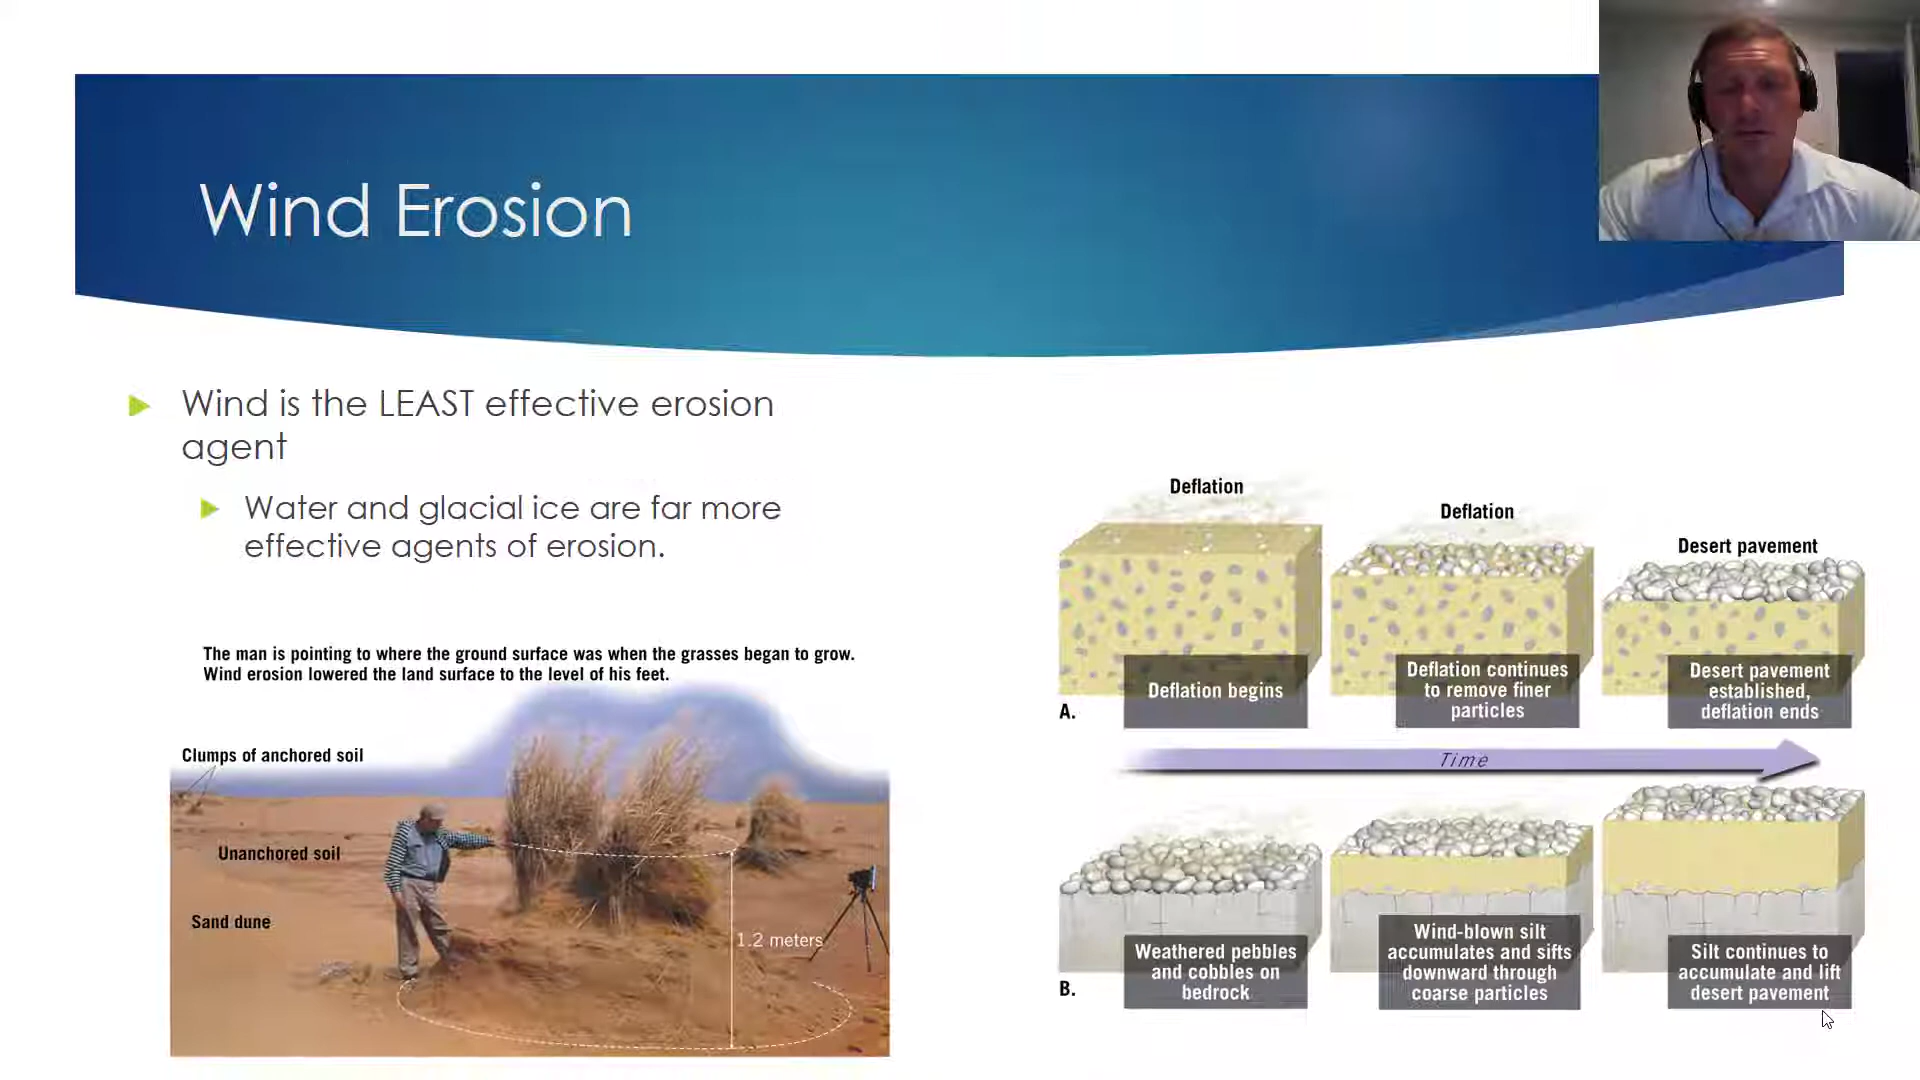 Wind Erosion
Wind is the LEAST effective erosion
agent
Water and glacial ice are far more
effective agents of erosion.
The man is pointing to where the ground surface was when the grasses began to grow.
Wind erosion lowered the land surface to the level of his feet.
Clumps of anchored soil
Unanchored soil
Sand dune
1.2 meters
Deflation
Deflation
Desert pavement
Deflation begins
Deflation continues
to remove finer
particles
Desert pavement
established,
deflation ends
A.
Time
Weathered pebbles
and cobbles on
bedrock
Wind-blown silt
accumulates and sifts
downward through
coarse particles
Silt continues to
accumulate and lift
desert pavement
B.